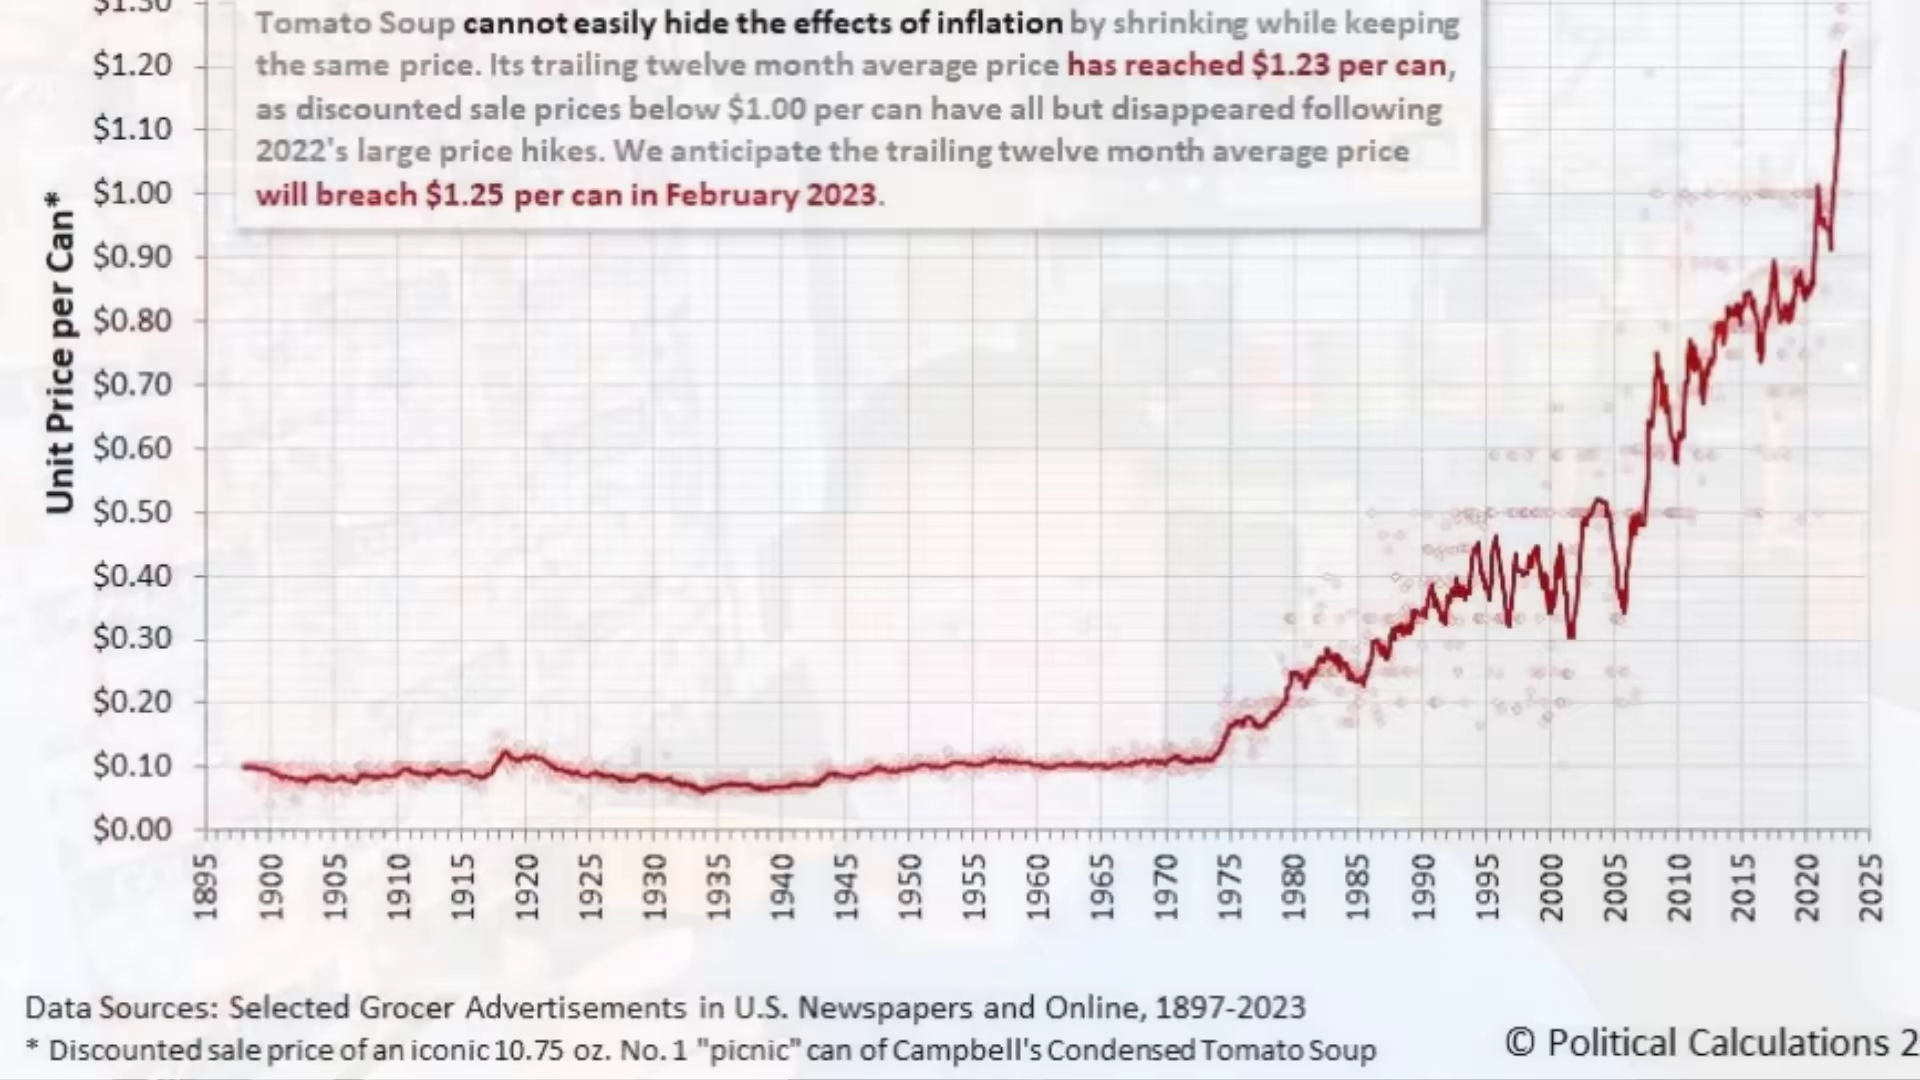 $1.30
Tomato Soup cannot easily hide the effects of inflation by shrinking while keeping
the same price. Its trailing twelve month average price has reached $1.23 per can,
as discounted sale prices below $1.00 per can have all but disappeared following
2022's large price hikes. We anticipate the trailing twelve month average price
will breach $1.25 per can in February 2023.
Unit Price per Can*
$1.20
$1.10
$1.00
$0.90
$0.80
$0.70
$0.60
$0.50
$0.40
$0.30
$0.20
$0.10
$0.00
1895 1900 1905 1910 1915 1920 1925 1930 1935 1940 1945 1950 1955 1960 1965 1970 1975 1980 1985 1990 1995 2000 2005 2010 2015 2020 2025
Data Sources: Selected Grocer Advertisements in U.S. Newspapers and Online, 1897-2023
* Discounted sale price of an iconic 10.75 oz. No. 1 "picnic" can of Campbell's Condensed Tomato Soup
© Political Calculations 2